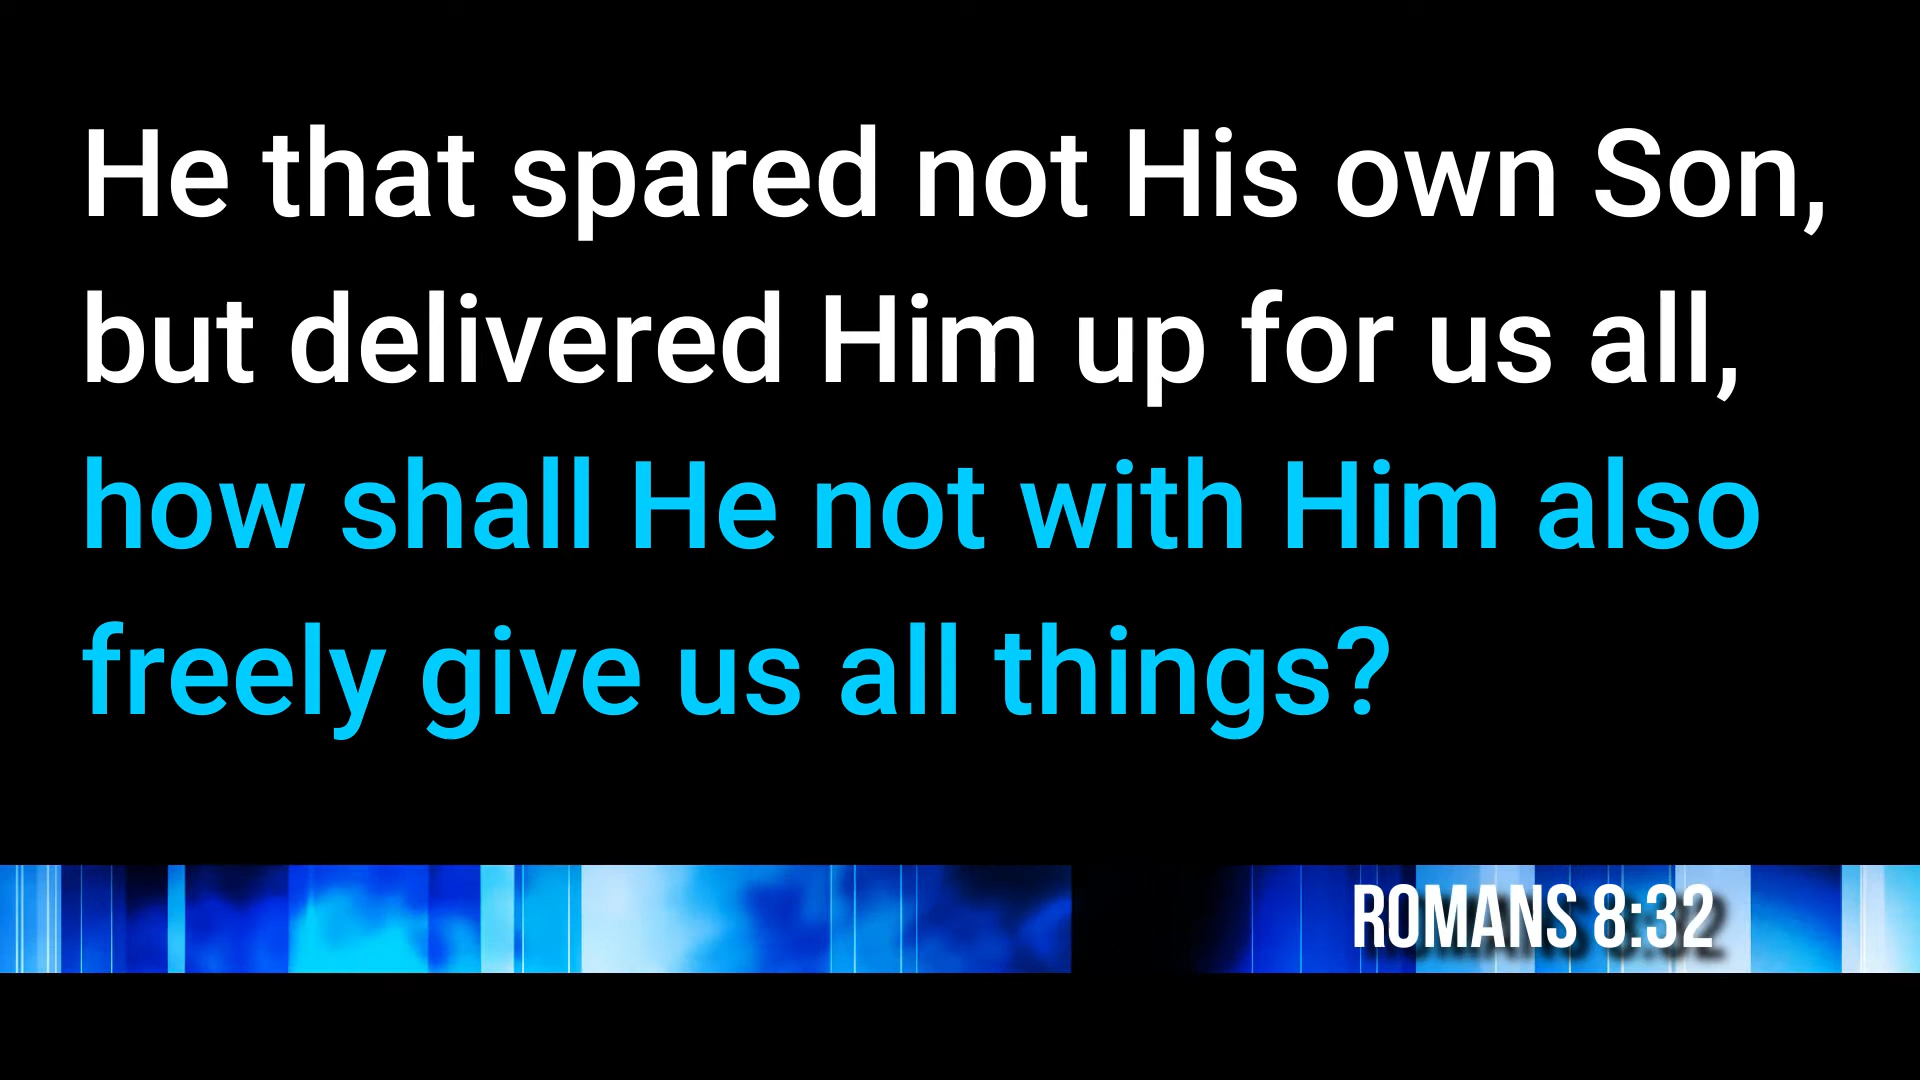 He that spared not His own Son,
but delivered Him up for us all,
how shall He not with Him also
freely give us all things?
ROMANS 8:32